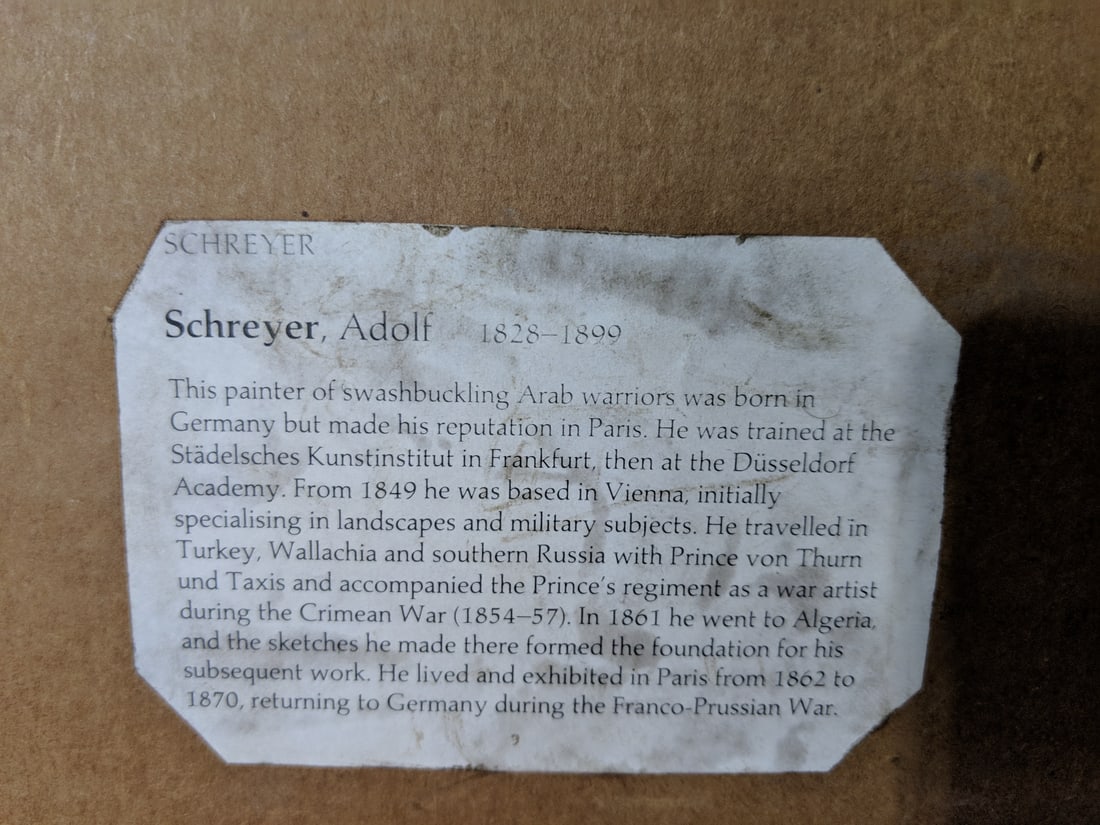 SCHREYER
Schreyer, Adolf 1828–1899
This painter of swashbuckling Arab warriors was born in
Germany but made his reputation in Paris. He was trained at the
Städelsches Kunstinstitut in Frankfurt, then at the Düsseldorf
Academy. From 1849 he was based in Vienna, initially
specialising in landscapes and military subjects. He travelled in
Turkey, Wallachia and southern Russia with Prince von Thurn
und Taxis and accompanied the Prince's regiment as a war artist
during the Crimean War (1854–57). In 1861 he went to Algeria,
and the sketches he made there formed the foundation for his
subsequent work. He lived and exhibited in Paris from 1862 to
1870, returning to Germany during the Franco-Prussian War.